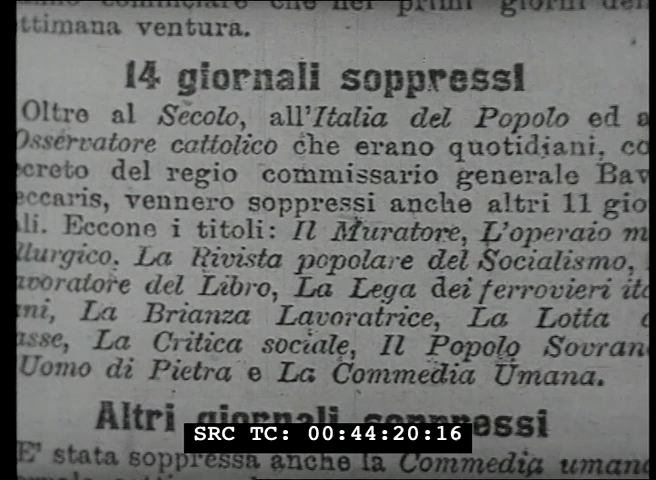 ttimana ventura.
14 giornali soppressi
Oltre al Secolo, all'Italia del Popolo ed a
Osservatore cattolico che erano quotidiani, co
creto del regio commissario generale Bav
eccaris, vennero soppressi anche altri 11 gio
li. Eccone i titoli: Il Muratore, L'operaio m
llurgico. La Rivista popolare del Socialismo,
avoratore del Libro, La Lega dei ferrovieri ita
ni, La Brianza Lavoratrice, La Lotta
asse, La Critica sociale, Il Popolo Sovran
Uomo di Pietra e La Commedia Umana.
Altri giornali soppressi
SRC TC: 00:44:20:16
E' stata soppressa anche la Commedia uman